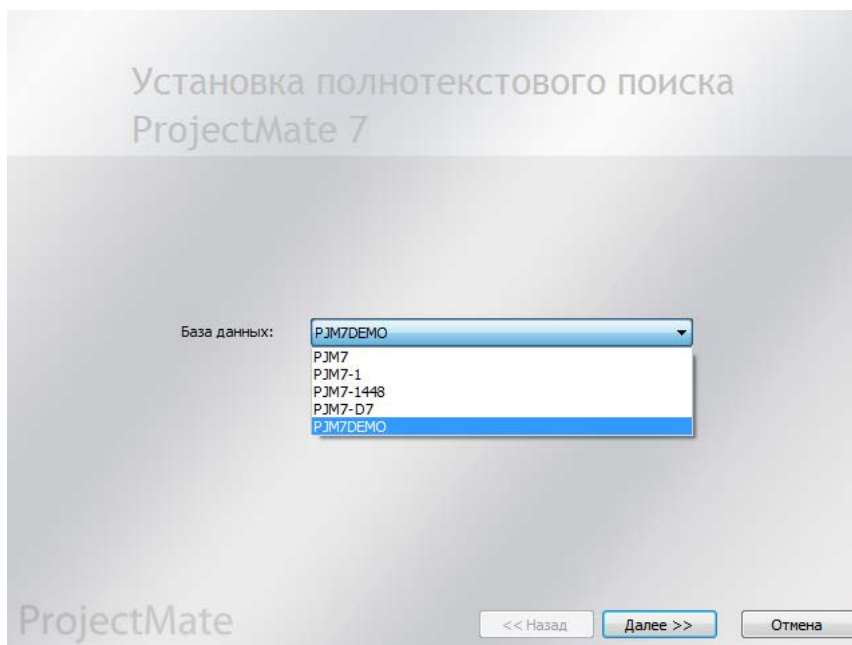 Установка полнотекстового поиска
ProjectMate 7
База данных:
PJM7DEMO
PJM7
PJM7-1
PJM7-1448
PJM7-D7
PJM7DEMO
ProjectMate
<< Назад
Далее >>
Отмена